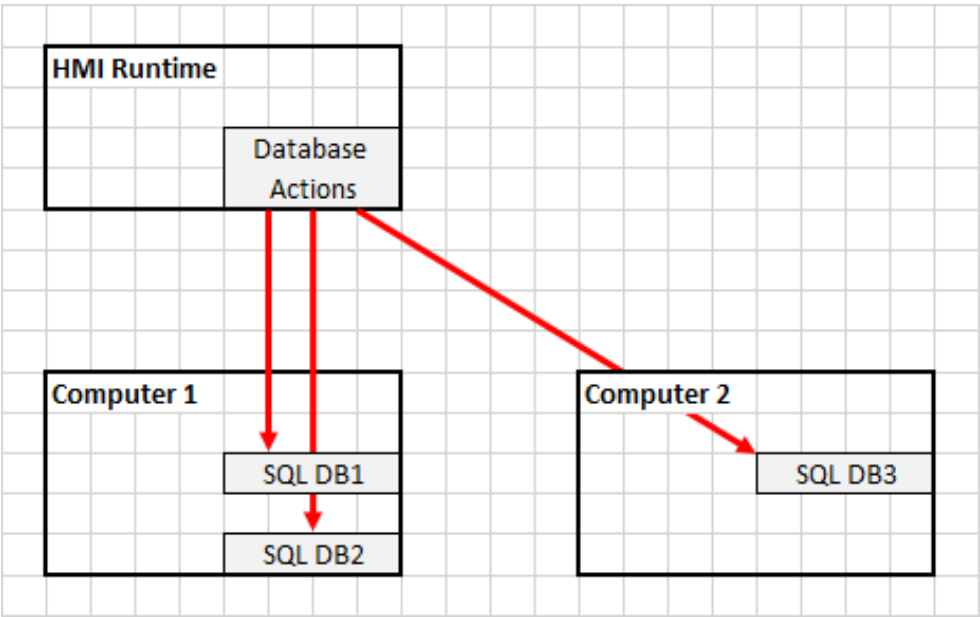 HMI Runtime
Database
Actions
Computer 1
Computer 2
SQL DB1
SQL DB3
SQL DB2